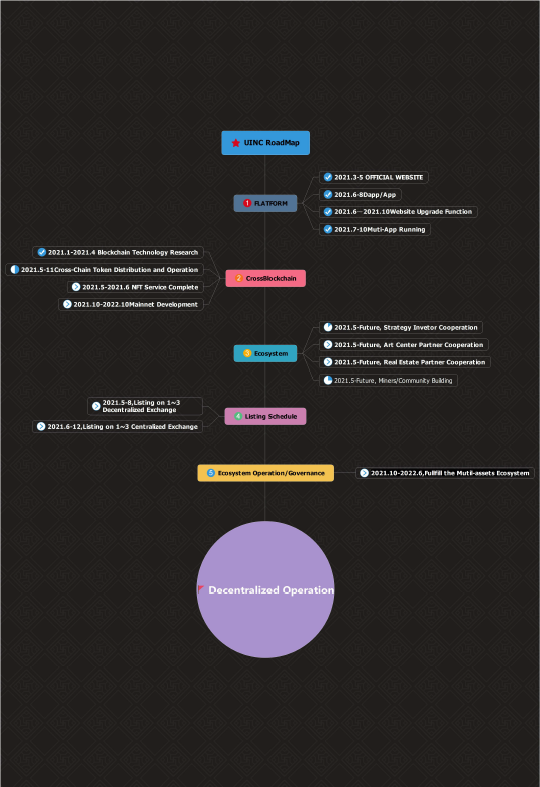 UINC RoadMap
1 FLATFORM
2021.3-5 OFFICIAL WEBSITE
2021.6-8Dapp/App
2021.6—2021.10Website Upgrade Function
2021.7-10Muti-App Running
2 CrossBlockchain
2021.1-2021.4 Blockchain Technology Research
2021.5-11Cross-Chain Token Distribution and Operation
2021.5-2021.6 NFT Service Complete
2021.10-2022.10Mainnet Development
3 Ecosystem
2021.5-Future, Strategy Invetor Cooperation
2021.5-Future, Art Center Partner Cooperation
2021.5-Future, Real Estate Partner Cooperation
2021.5-Future, Miners/Community Building
4 Listing Schedule
2021.5-8,Listing on 1~3
Decentralized Exchange
2021.6-12,Listing on 1~3 Centralized Exchange
5 Ecosystem Operation/Governance
2021.10-2022.6,Fullfill the Mutil-assets Ecosystem
Decentralized Operation